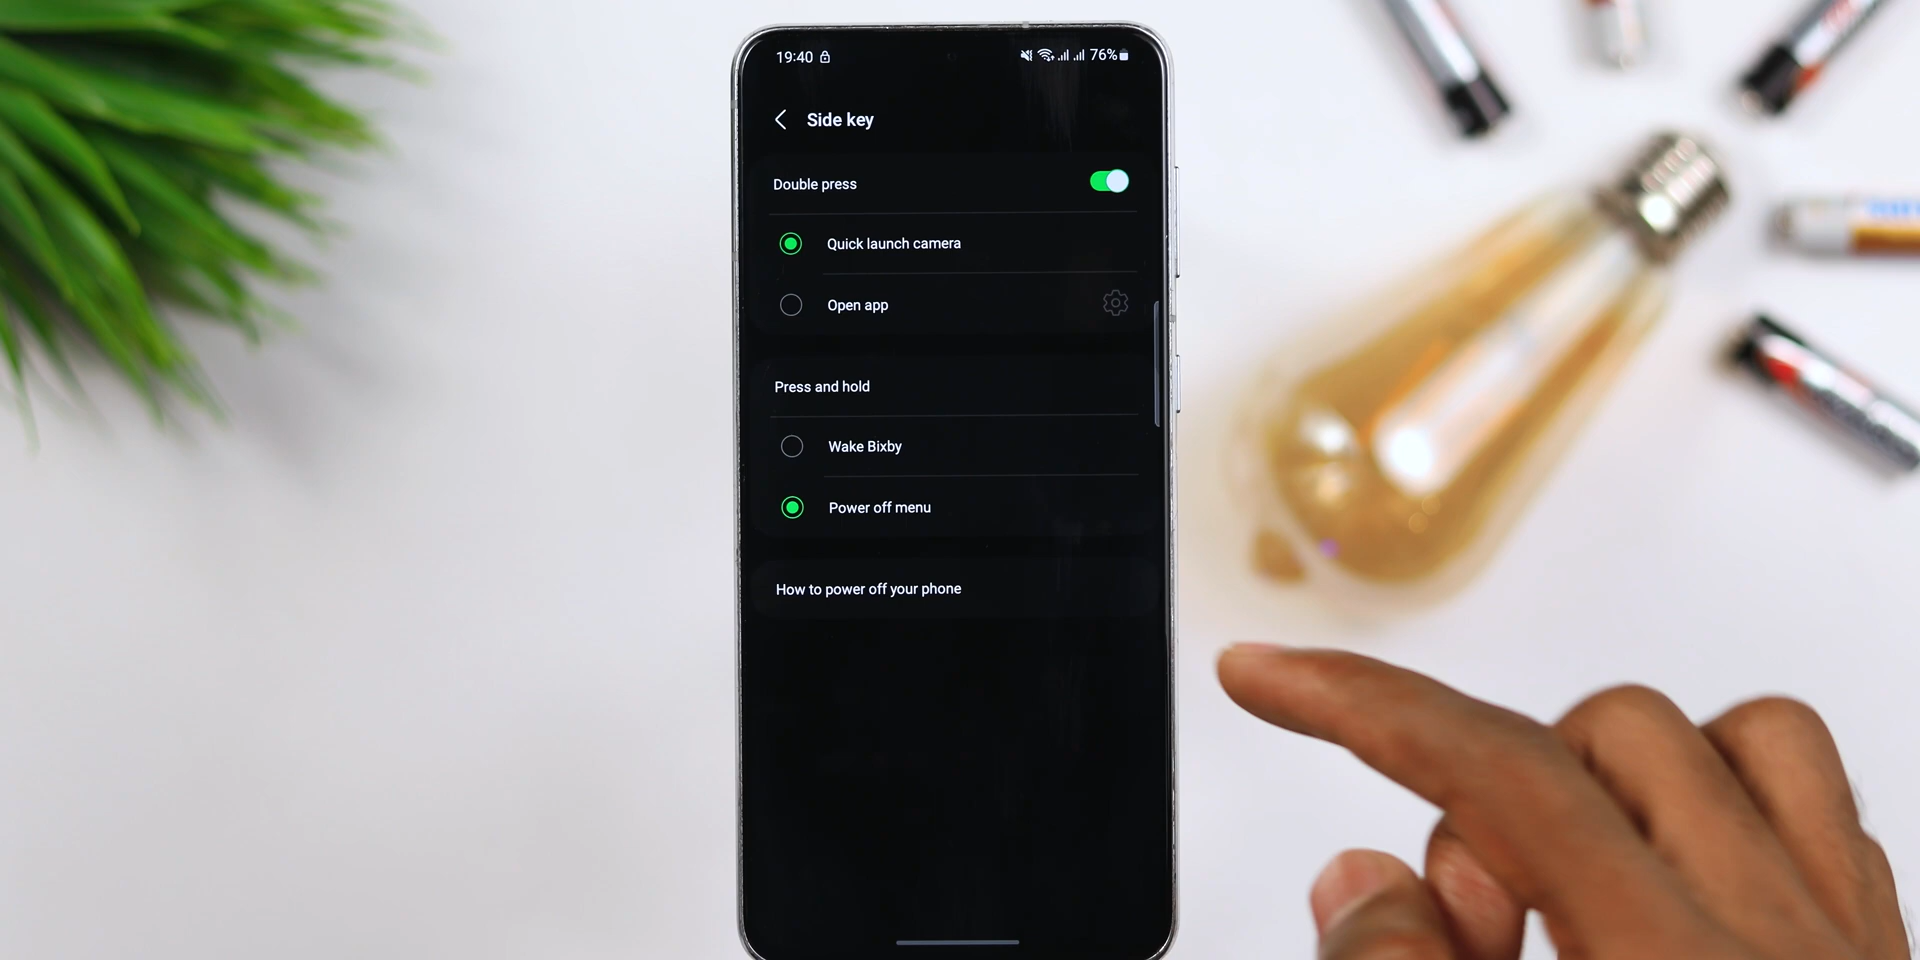 19:40
76%
Side key
Double press
Quick launch camera
Open app
Press and hold
Wake Bixby
Power off menu
How to power off your phone